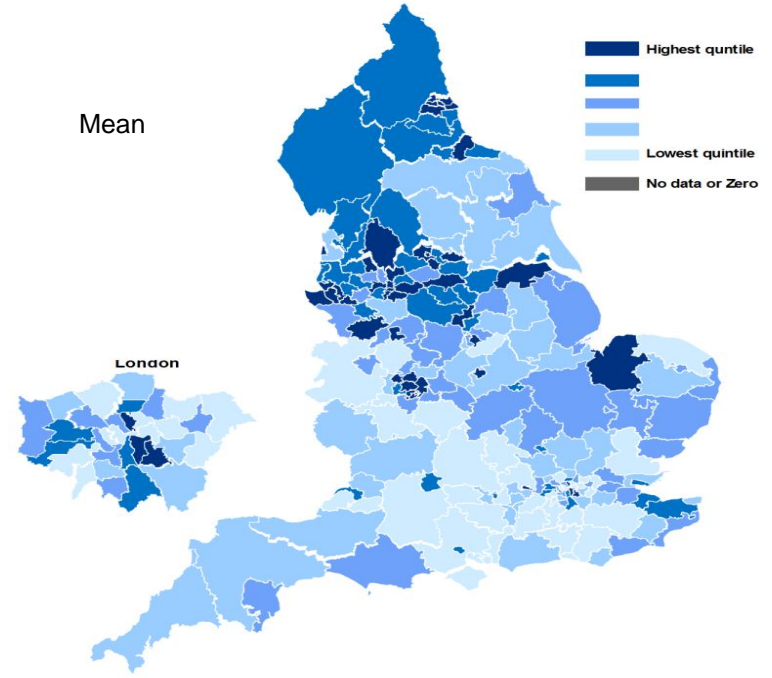 Mean
Highest quntile
Lowest quintile
No data or Zero
London